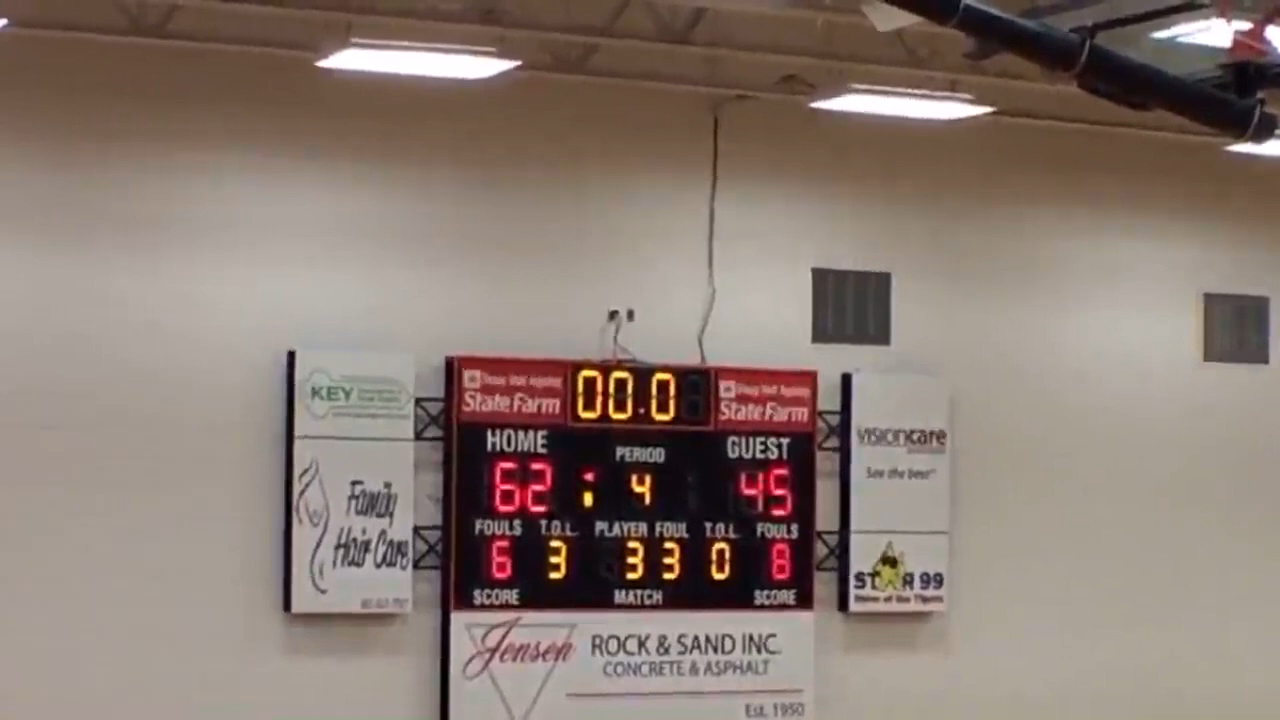 State Farm
00.0
State Farm
HOME
PERIOD
GUEST
62
4
45
FOULS T.O.L. PLAYER FOUL T.O.L. FOULS
6 3 3 3 0 8
SCORE MATCH SCORE
Jensen
ROCK & SAND INC.
CONCRETE & ASPHALT
Est. 1950
KEY
Family
Hair Care
visioncare
See the best
STAR 99